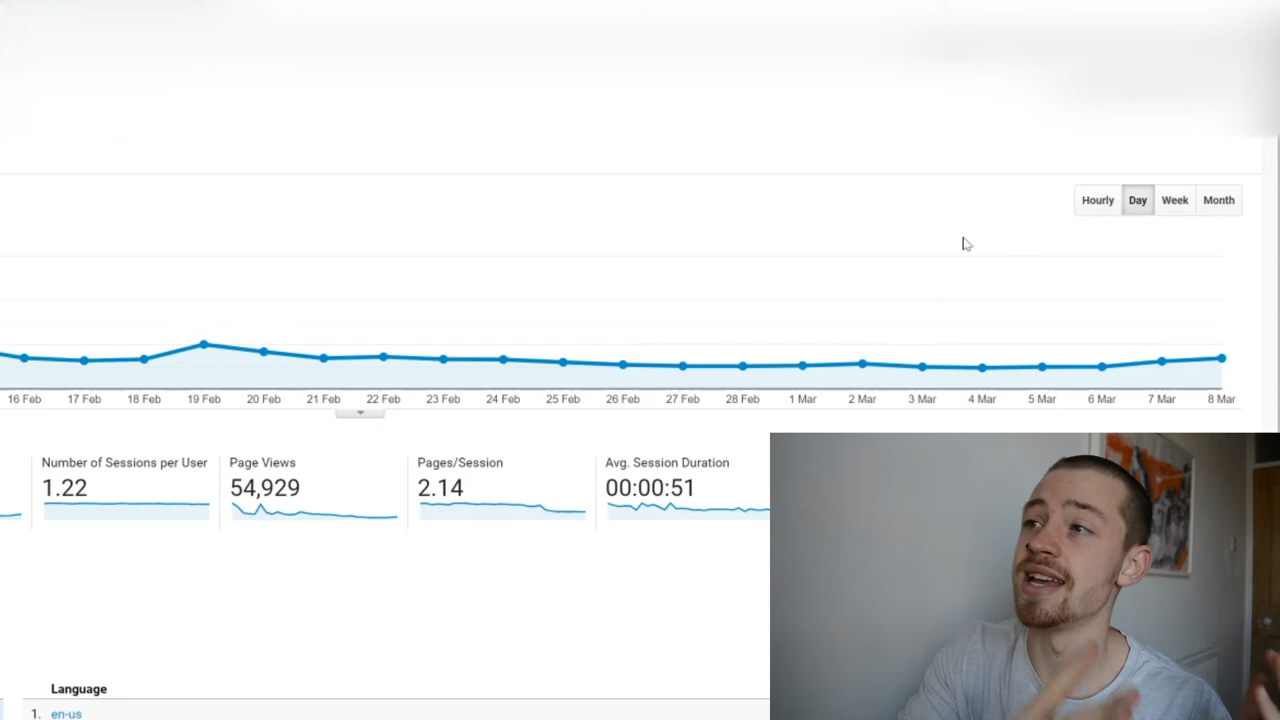 Hourly Day Week Month
16 Feb 17 Feb 18 Feb 19 Feb 20 Feb 21 Feb 22 Feb 23 Feb 24 Feb 25 Feb 26 Feb 27 Feb 28 Feb 1 Mar 2 Mar 3 Mar 4 Mar 5 Mar 6 Mar 7 Mar 8 Mar
Number of Sessions per User Page Views Pages/Session Avg. Session Duration
1.22 54,929 2.14 00:00:51
Language
1. en-us